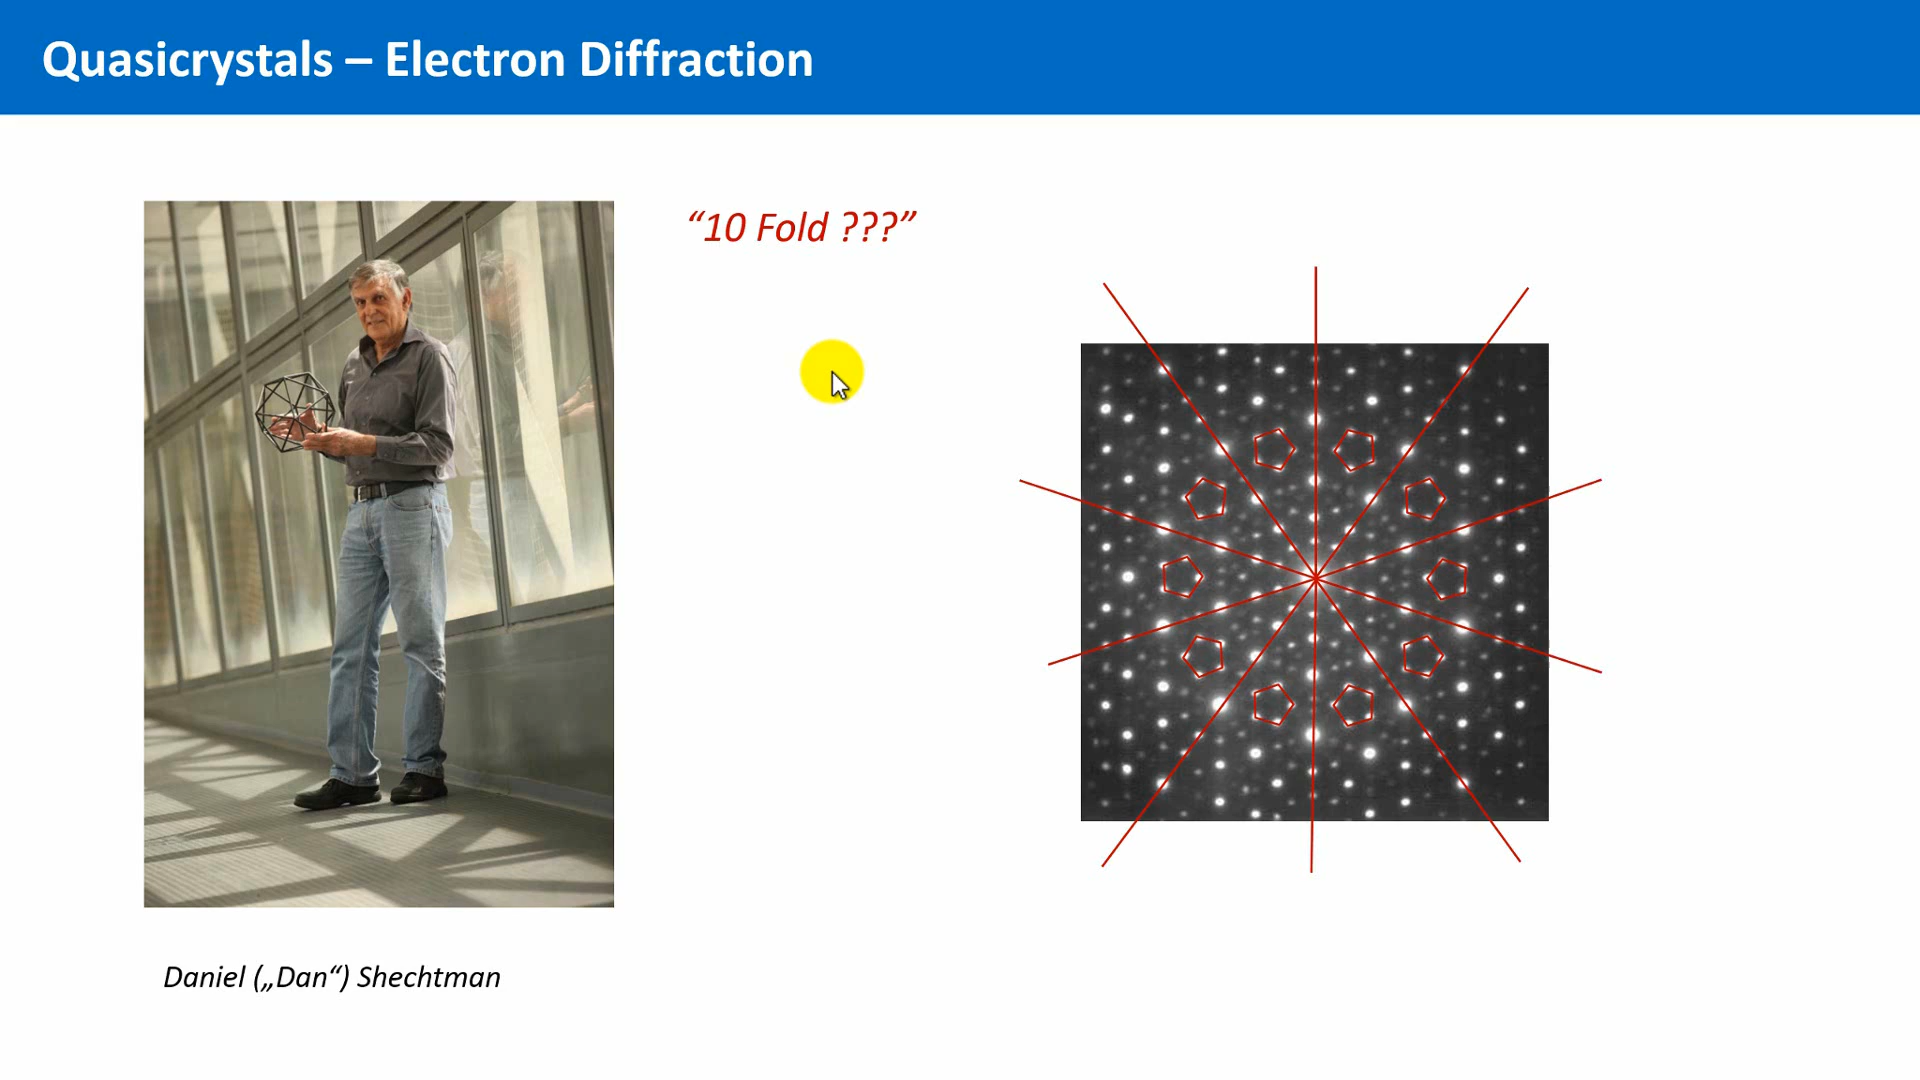 Quasicrystals – Electron Diffraction
“10 Fold ???”
Daniel („Dan“) Shechtman